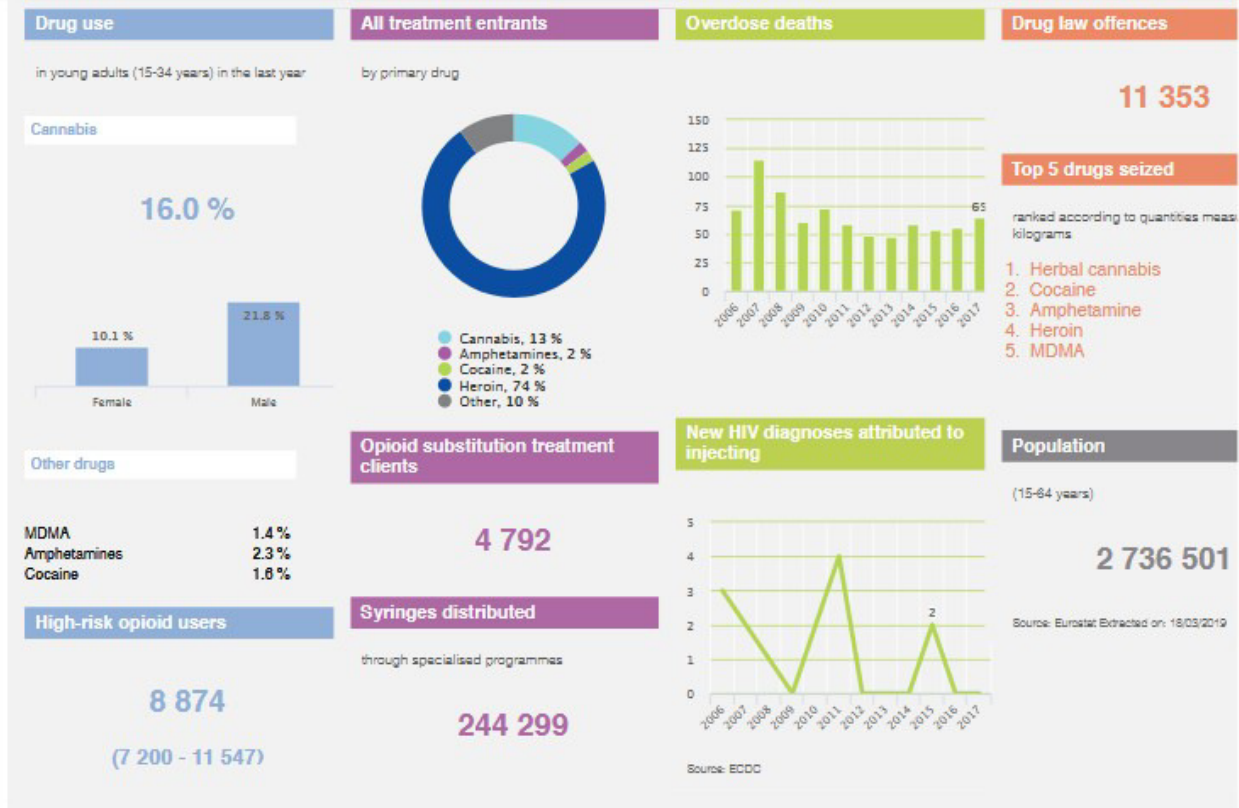 Drug use
in young adults (15-34 years) in the last year
Cannabis
16.0 %
10.1 %
21.8 %
Female
Male
Other drugs
MDMA 1.4 %
Amphetamines 2.3 %
Cocaine 1.6 %
High-risk opioid users
8 874
(7 200 - 11 547)
All treatment entrants
by primary drug
Cannabis, 13 %
Amphetamines, 2 %
Cocaine, 2 %
Heroin, 74 %
Other, 10 %
Opioid substitution treatment
clients
4 792
Syringes distributed
through specialised programmes
244 299
Overdose deaths
150
125
100
75
50
25
0
65
2006 2007 2008 2009 2010 2011 2012 2013 2014 2015 2016 2017
New HIV diagnoses attributed to
injecting
5
4
3
2
1
0
2
2006 2007 2008 2009 2010 2011 2012 2013 2014 2015 2016 2017
Source: ECDC
Drug law offences
11 353
Top 5 drugs seized
ranked according to quantities
kilograms
1. Herbal cannabis
2. Cocaine
3. Amphetamine
4. Heroin
5. MDMA
Population
(15-64 years)
2 736 501
Source: Eurostat Extracted on: 18/03/2019